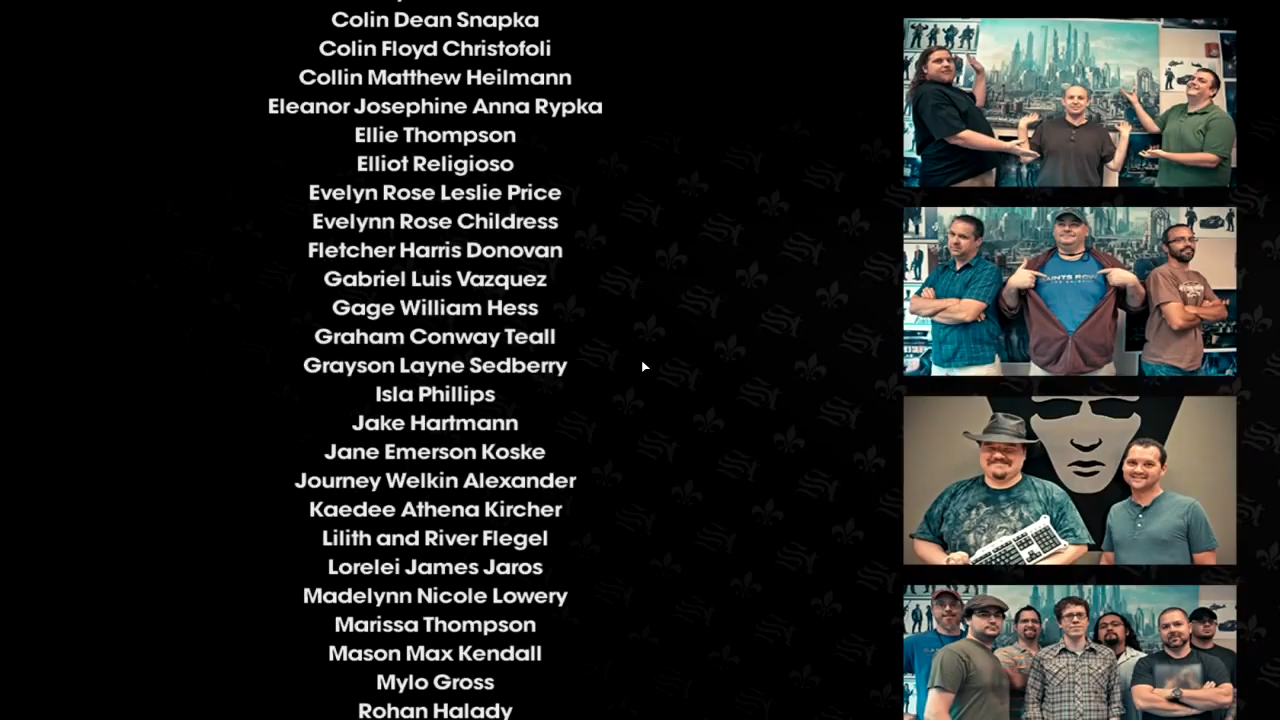 Colin Dean Snapka
Colin Floyd Christofoli
Collin Matthew Heilmann
Eleanor Josephine Anna Rypka
Ellie Thompson
Elliot Religioso
Evelyn Rose Leslie Price
Evelynn Rose Childress
Fletcher Harris Donovan
Gabriel Luis Vazquez
Gage William Hess
Graham Conway Teall
Grayson Layne Sedberry
Isla Phillips
Jake Hartmann
Jane Emerson Koske
Journey Welkin Alexander
Kaedee Athena Kircher
Lilith and River Flegel
Lorelei James Jaros
Madelynn Nicole Lowery
Marissa Thompson
Mason Max Kendall
Mylo Gross
Rohan Halady
SAINTS ROW